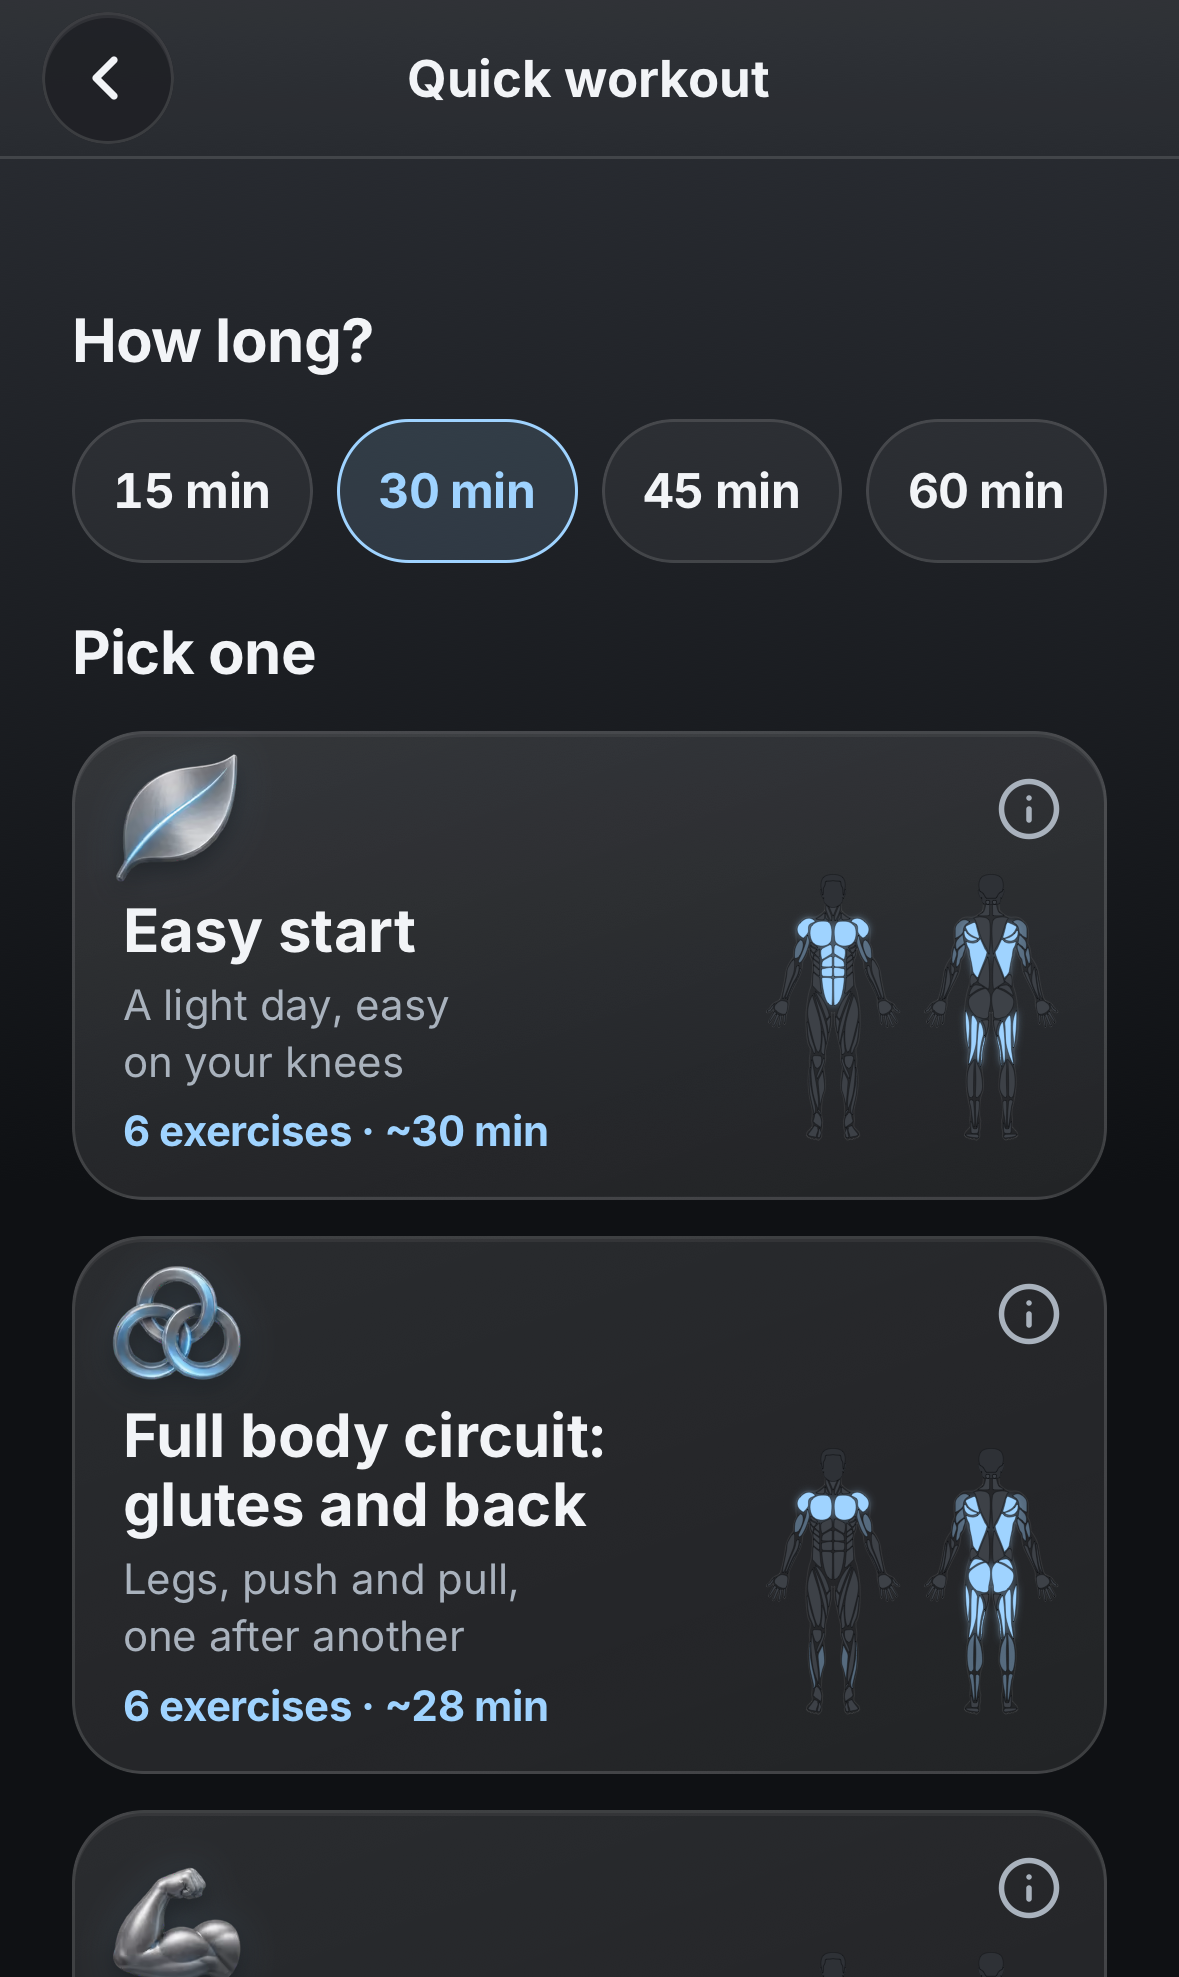 Quick workout
How long?
15 min
30 min
45 min
60 min
Pick one
Easy start
A light day, easy
on your knees
6 exercises · ~30 min
Full body circuit:
glutes and back
Legs, push and pull,
one after another
6 exercises · ~28 min